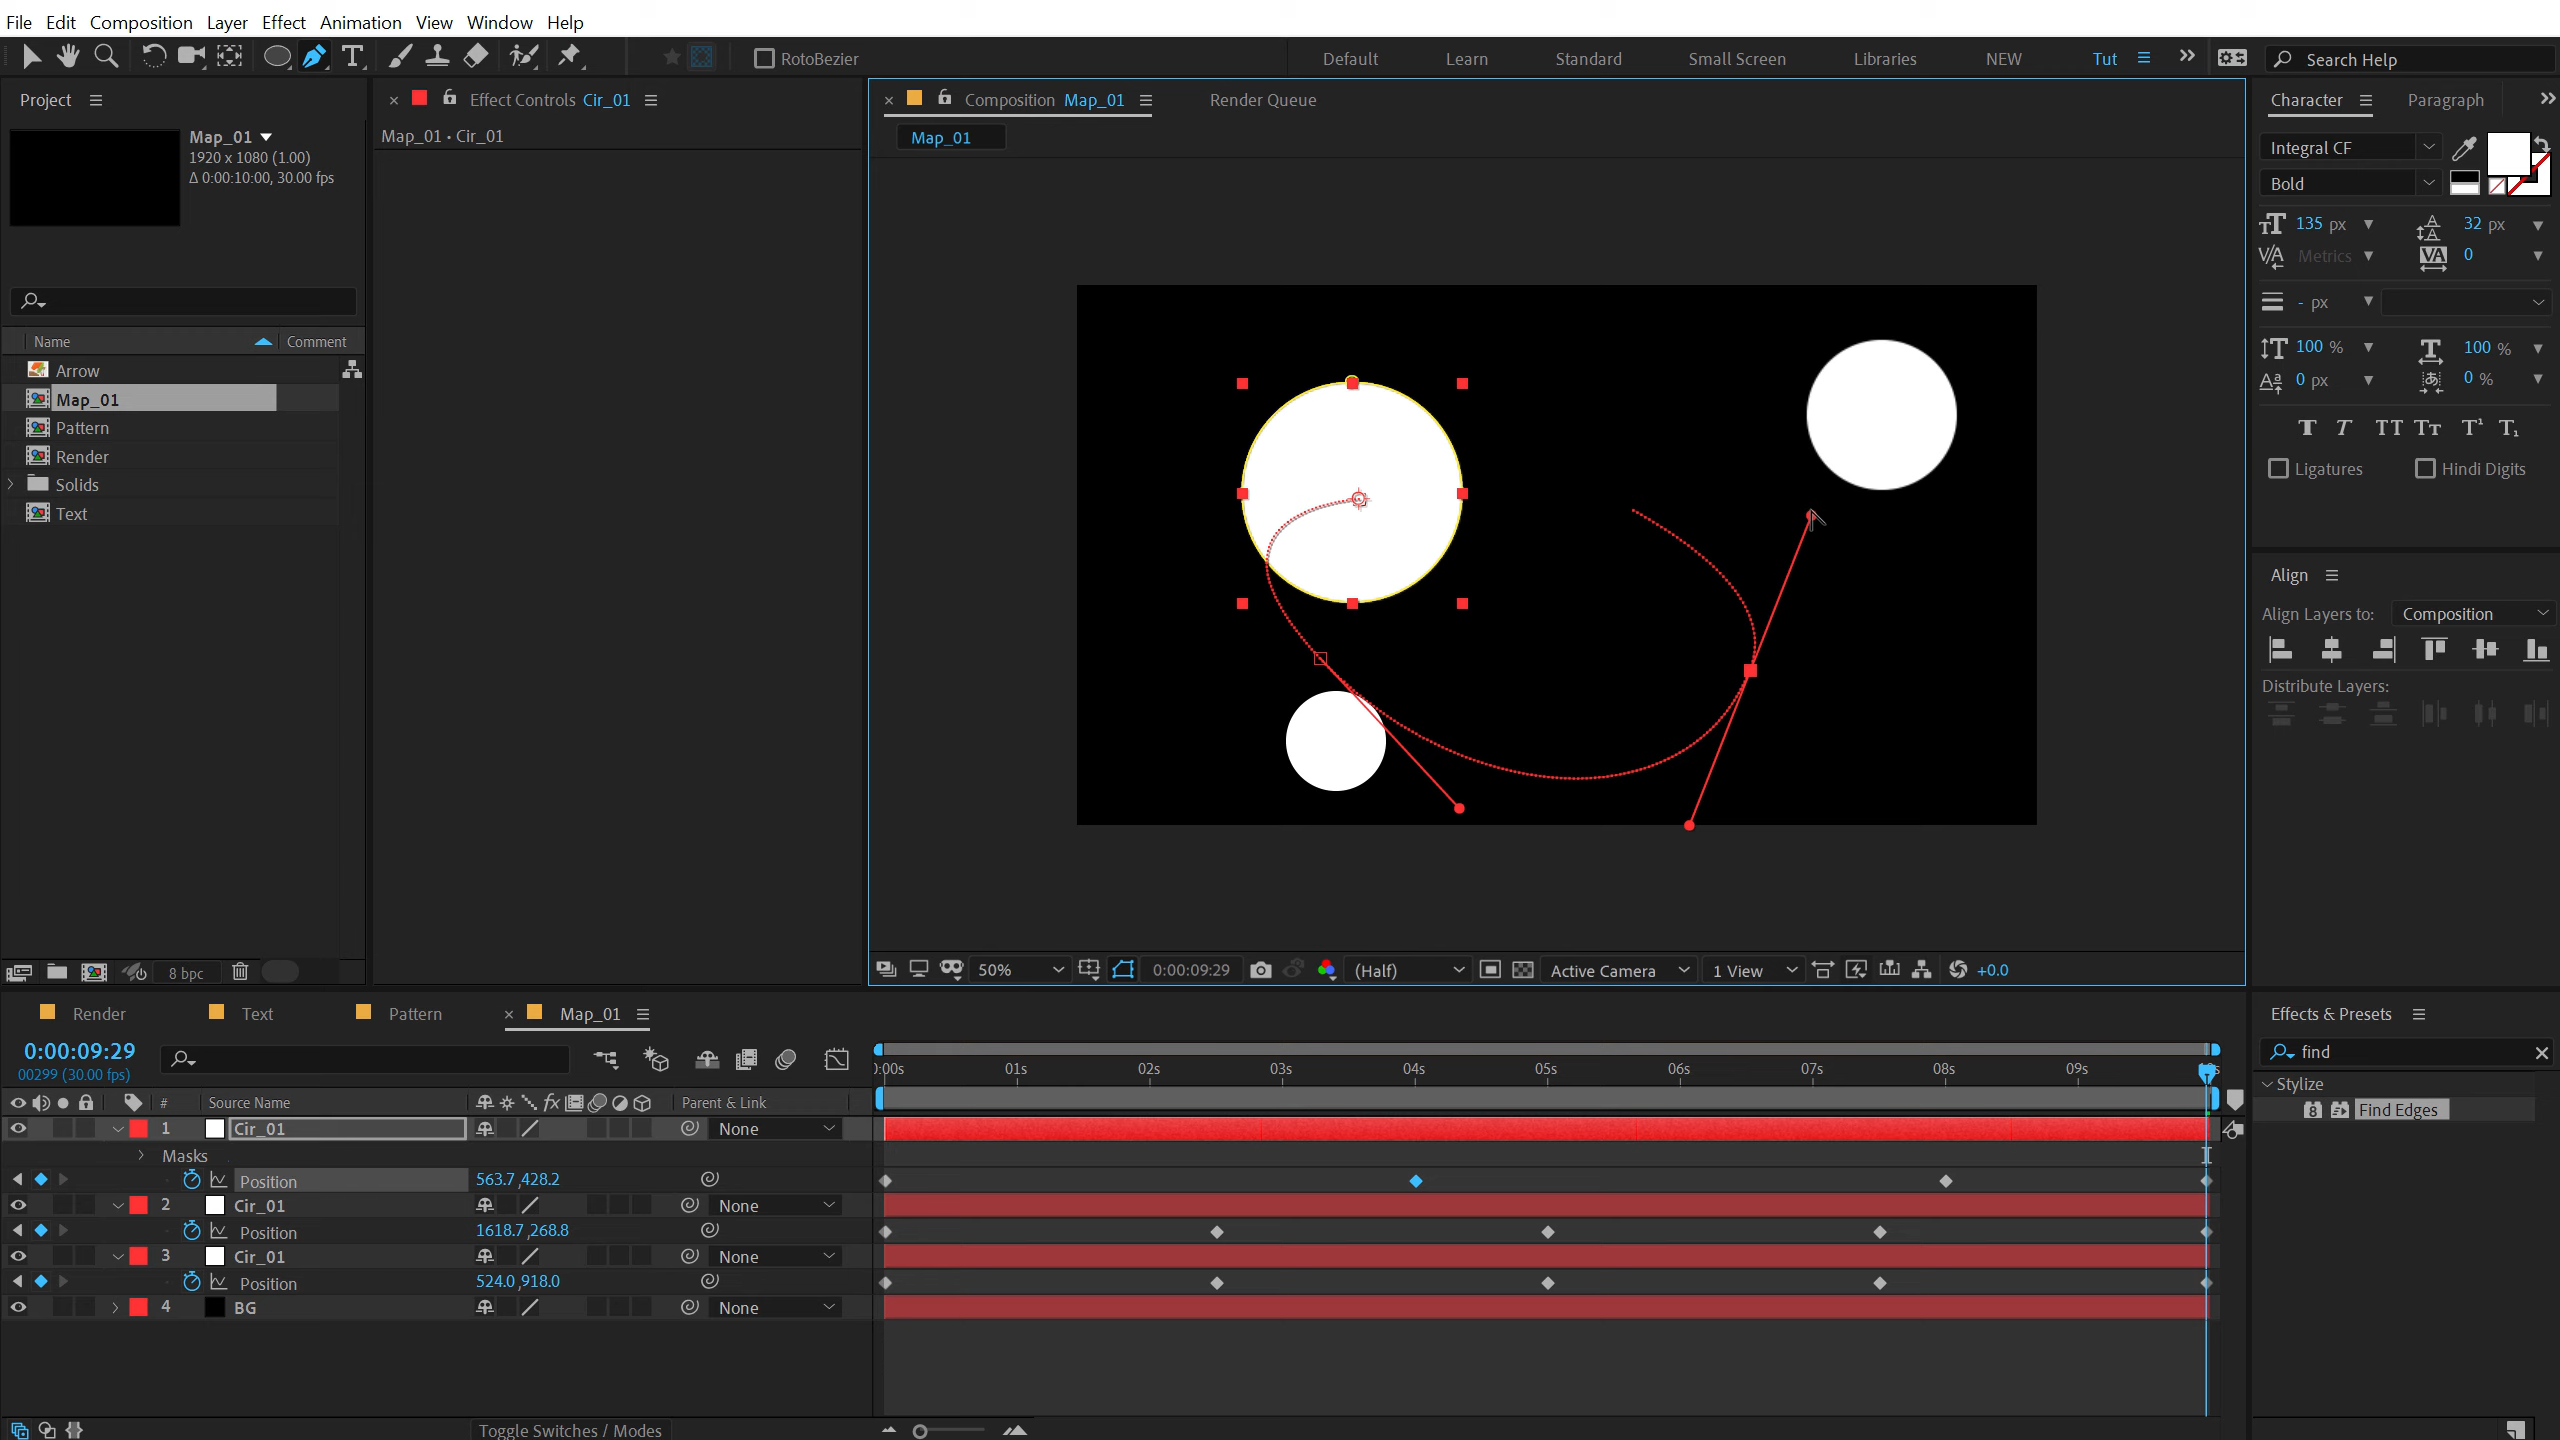 File Edit Composition Layer Effect Animation View Window Help
RotoBezier Default Learn Standard Small Screen Libraries NEW Tut Search Help
Project
Effect Controls Cir_01
Composition Map_01
Render Queue
Character Paragraph
Map_01
1920 x 1080 (1.00)
Δ 0:00:10:00, 30.00 fps
Map_01 • Cir_01
Map_01
Integral CF
Bold
135 px
32 px
Metrics
0
- px
100 %
100 %
0 px
0 %
T T TT Tт T¹ T₁
Ligatures Hindi Digits
Name Comment
Arrow
Map_01
Pattern
Render
Solids
Text
Align
Align Layers to: Composition
Distribute Layers:
8 bpc
50% 0:00:09:29 (Half) Active Camera 1 View +0.0
Render Text Pattern Map_01
0:00:09:29
00299 (30.00 fps)
0:00s 01s 02s 03s 04s 05s 06s 07s 08s 09s
# Source Name fx Parent & Link
1 Cir_01 None
Masks
Position 563.7 ,428.2
2 Cir_01 None
Position 1618.7 ,268.8
3 Cir_01 None
Position 524.0 ,918.0
4 BG None
Toggle Switches / Modes
Effects & Presets
find
Stylize
8 Find Edges